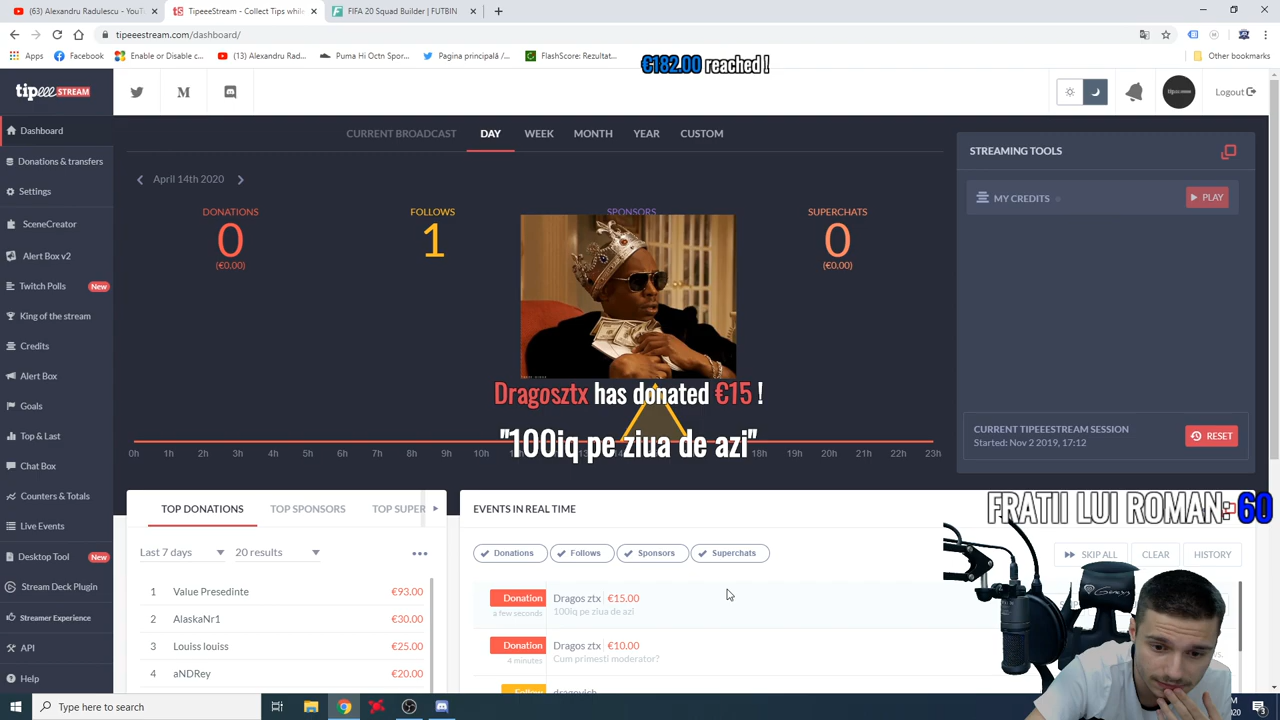 (63) Alexandru Radulescu - YouT
TipeeeStream - Collect Tips while
FIFA 20 Squad Builder | FUTBIN
tipeeestream.com/dashboard/
Apps
Facebook
Enable or Disable c...
(13) Alexandru Rad...
Puma Hi Octn Spor...
Pagina principală /...
FlashScore: Rezultat...
Other bookmarks
€182.00 reached !
tipeee STREAM
Logout
Dashboard
Donations & transfers
Settings
SceneCreator
Alert Box v2
Twitch Polls New
King of the stream
Credits
Alert Box
Goals
Top & Last
Chat Box
Counters & Totals
Live Events
Desktop Tool New
Stream Deck Plugin
Streamer Experience
API
Help
CURRENT BROADCAST DAY WEEK MONTH YEAR CUSTOM
April 14th 2020
DONATIONS
0
(€0.00)
FOLLOWS
1
SPONSORS
SUPERCHATS
0
(€0.00)
Dragosztx has donated €15 !
"100iq pe ziua de azi"
0h 1h 2h 3h 4h 5h 6h 7h 8h 9h 10h 11h 12h 18h 19h 20h 21h 22h 23h
STREAMING TOOLS
MY CREDITS
PLAY
CURRENT TIPEEESTREAM SESSION
Started: Nov 2 2019, 17:12
RESET
FRATII LUI ROMAN: 60
TOP DONATIONS TOP SPONSORS TOP SUPER
Last 7 days 20 results
1 Value Presedinte €93.00
2 AlaskaNr1 €30.00
3 Louiss louiss €25.00
4 aNDRey €20.00
EVENTS IN REAL TIME
Donations Follows Sponsors Superchats
SKIP ALL CLEAR HISTORY
Donation Dragos ztx €15.00
a few seconds 100iq pe ziua de azi
Donation Dragos ztx €10.00
4 minutes Cum primesti moderator?
Follow dragovich
Type here to search